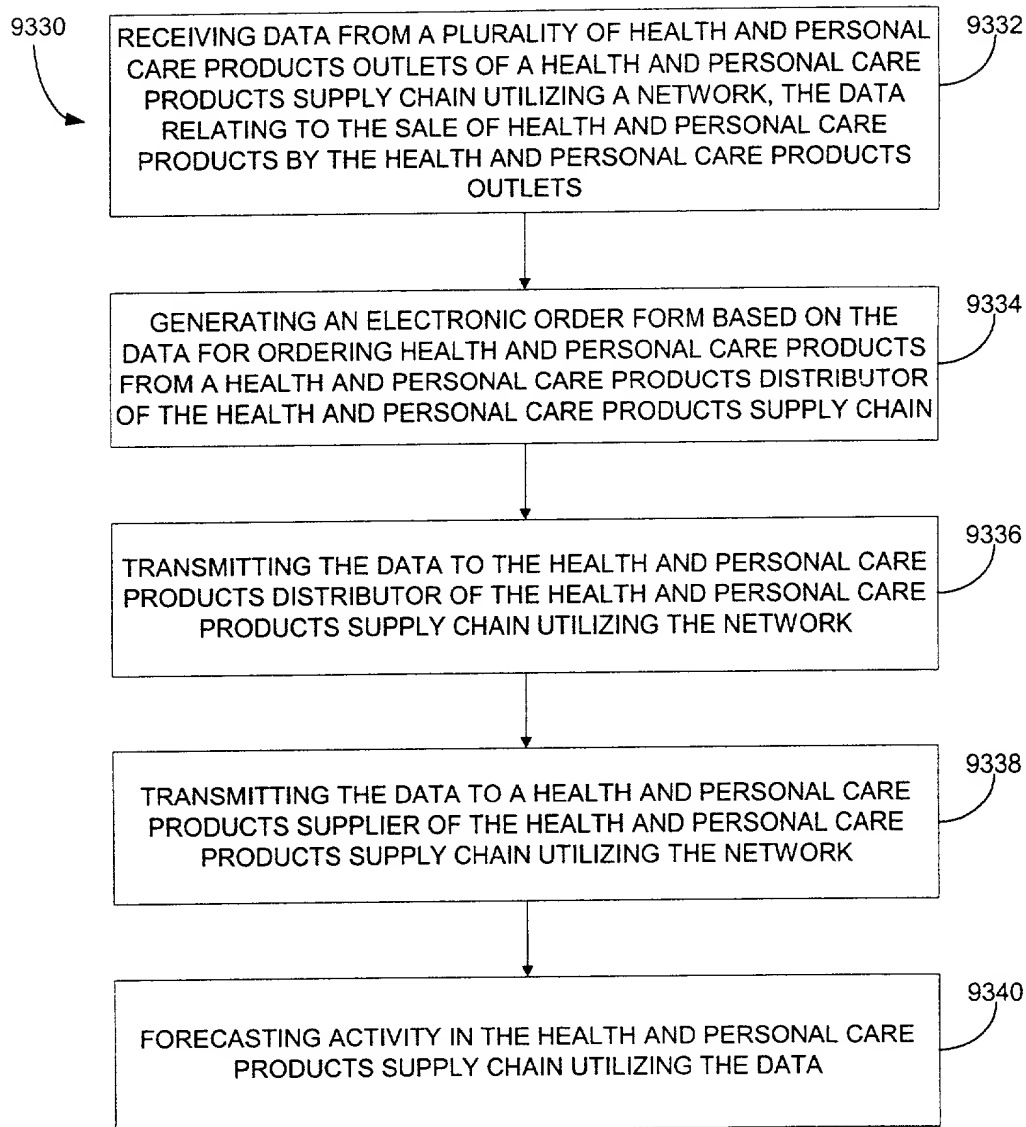 9330
RECEIVING DATA FROM A PLURALITY OF HEALTH AND PERSONAL
CARE PRODUCTS OUTLETS OF A HEALTH AND PERSONAL CARE
PRODUCTS SUPPLY CHAIN UTILIZING A NETWORK, THE DATA
RELATING TO THE SALE OF HEALTH AND PERSONAL CARE
PRODUCTS BY THE HEALTH AND PERSONAL CARE PRODUCTS
OUTLETS
9332
GENERATING AN ELECTRONIC ORDER FORM BASED ON THE
DATA FOR ORDERING HEALTH AND PERSONAL CARE PRODUCTS
FROM A HEALTH AND PERSONAL CARE PRODUCTS DISTRIBUTOR
OF THE HEALTH AND PERSONAL CARE PRODUCTS SUPPLY CHAIN
9334
TRANSMITTING THE DATA TO THE HEALTH AND PERSONAL CARE
PRODUCTS DISTRIBUTOR OF THE HEALTH AND PERSONAL CARE
PRODUCTS SUPPLY CHAIN UTILIZING THE NETWORK
9336
TRANSMITTING THE DATA TO A HEALTH AND PERSONAL CARE
PRODUCTS SUPPLIER OF THE HEALTH AND PERSONAL CARE
PRODUCTS SUPPLY CHAIN UTILIZING THE NETWORK
9338
FORECASTING ACTIVITY IN THE HEALTH AND PERSONAL CARE
PRODUCTS SUPPLY CHAIN UTILIZING THE DATA
9340